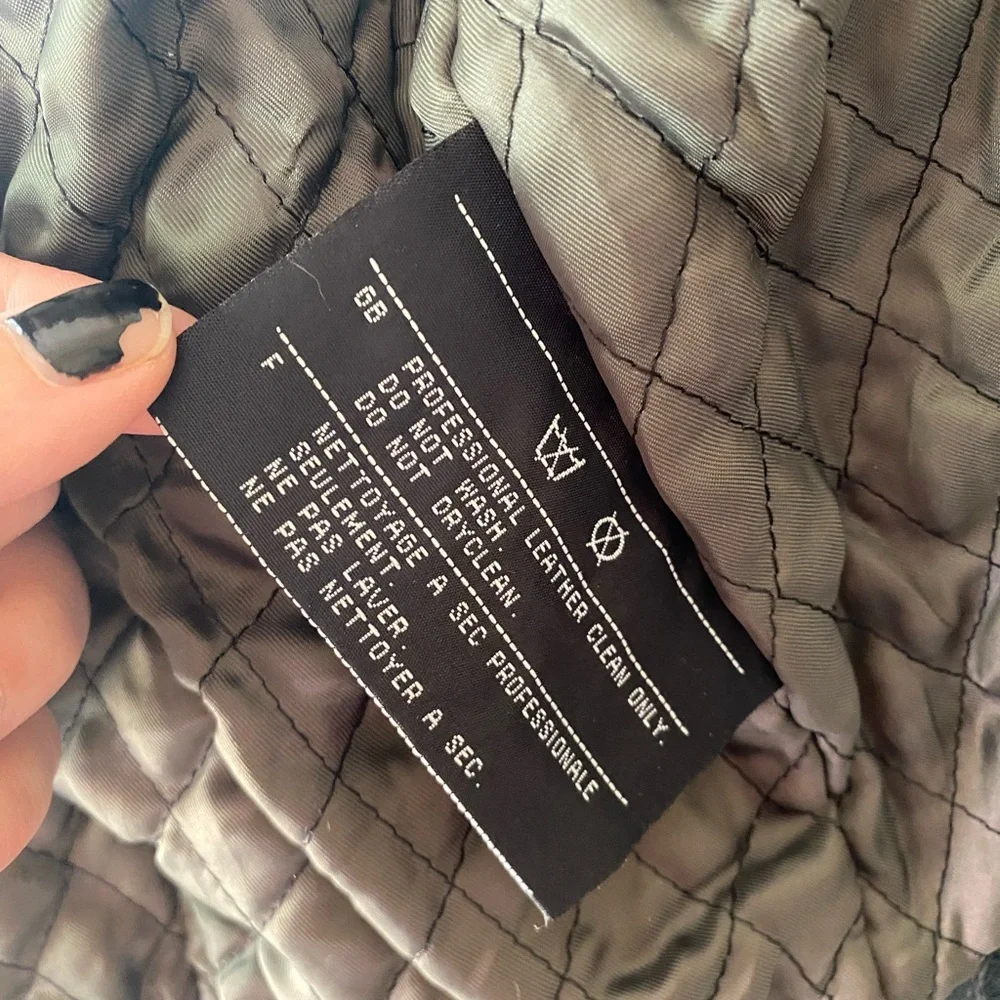 GB
PROFESSIONAL LEATHER CLEAN ONLY.
DO NOT WASH.
DO NOT DRYCLEAN.
F
NETTOYAGE A SEC PROFESSIONALE
SEULEMENT.
NE PAS LAVER.
NE PAS NETTOYER A SEC.